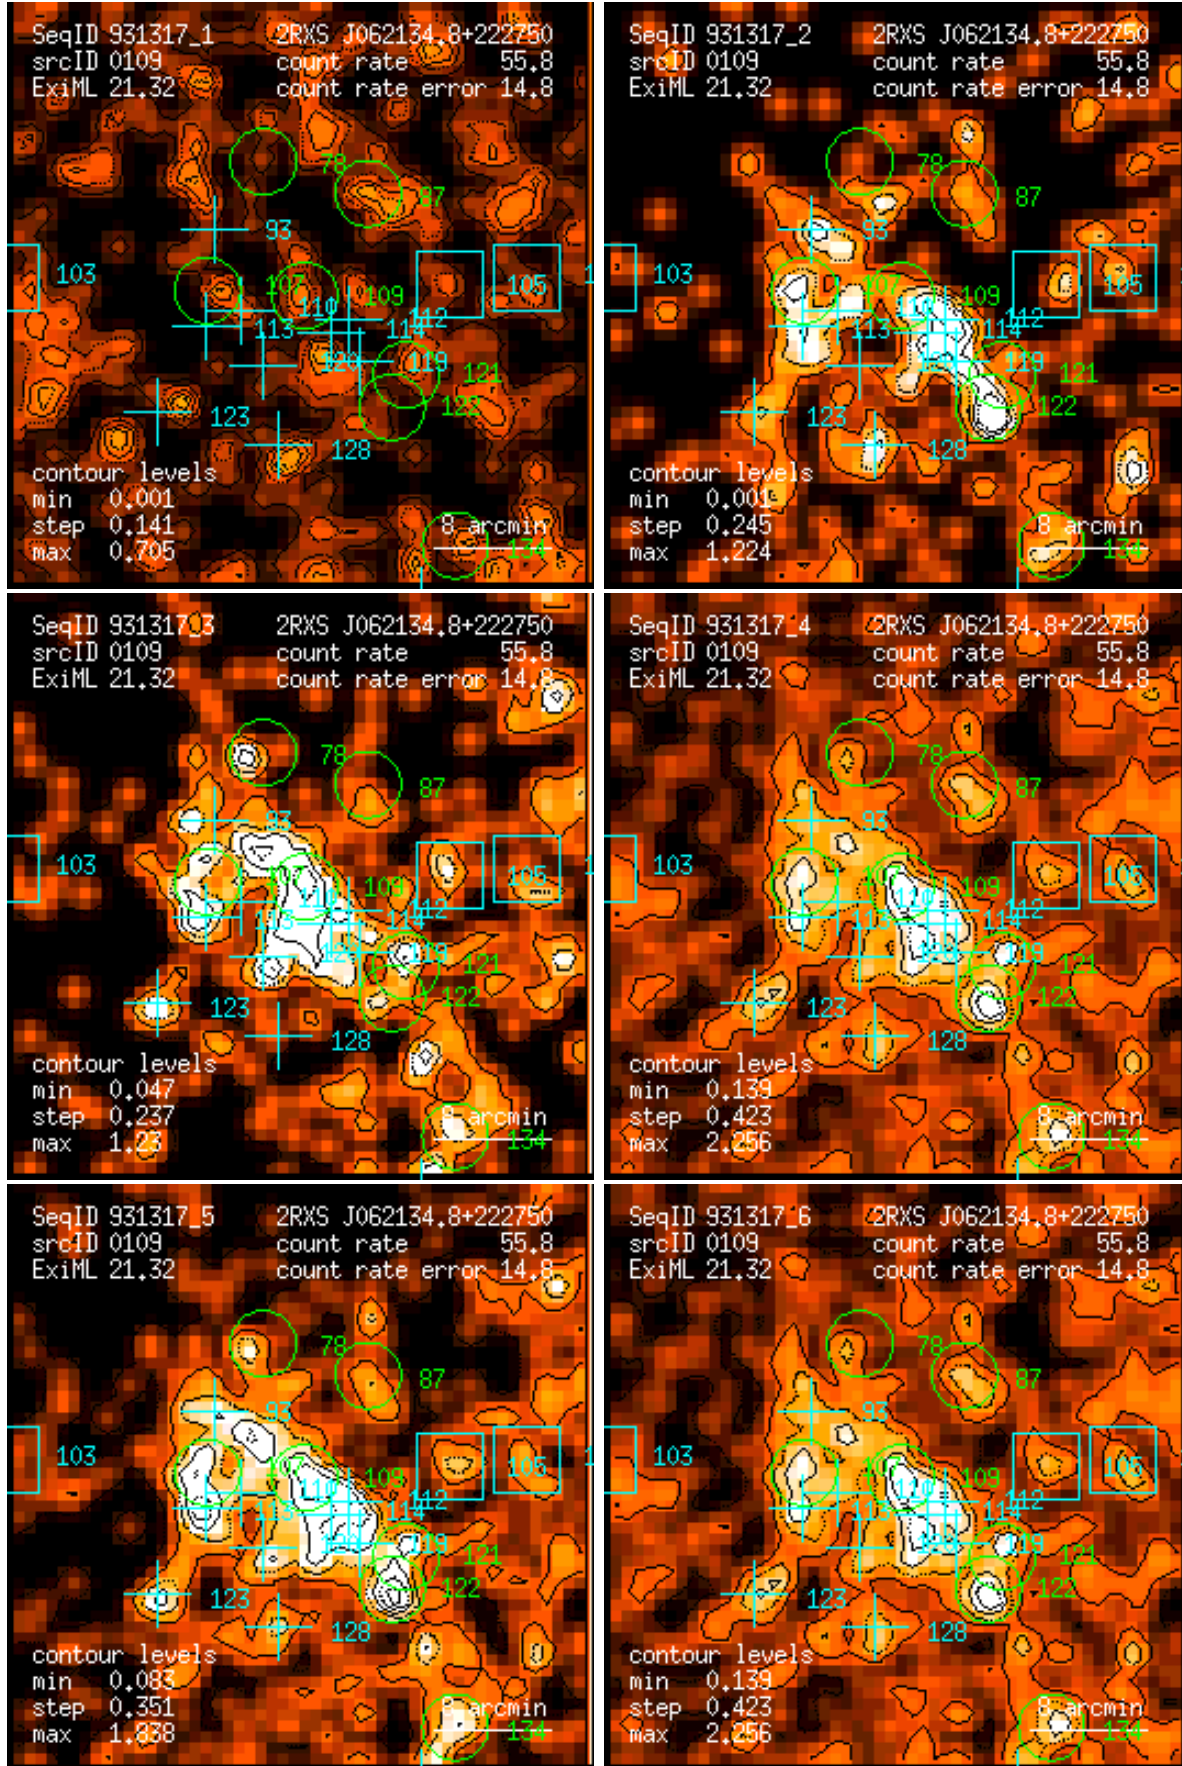 SeqID 931317_1 2RXS J062134.8+222750
srcID 0109 count rate 55.8
ExiML 21.32 count rate error 14.8
78
87
93
103
107
109
105
110
112
113
114
120
119
121
122
123
128
contour levels
min 0.001
step 0.141
max 0.705
8 arcmin
134
SeqID 931317_2 2RXS J062134.8+222750
srcID 0109 count rate 55.8
ExiML 21.32 count rate error 14.8
78
87
93
103
107
109
105
110
112
113
114
120
119
121
122
123
128
contour levels
min 0.001
step 0.245
max 1.224
8 arcmin
134
SeqID 931317_3 2RXS J062134.8+222750
srcID 0109 count rate 55.8
ExiML 21.32 count rate error 14.8
78
87
93
103
107
109
105
110
112
113
114
120
119
121
122
123
128
contour levels
min 0.047
step 0.237
max 1.23
8 arcmin
134
SeqID 931317_4 2RXS J062134.8+222750
srcID 0109 count rate 55.8
ExiML 21.32 count rate error 14.8
78
87
93
103
107
109
105
110
112
113
114
120
119
121
122
123
128
contour levels
min 0.139
step 0.423
max 2.256
8 arcmin
134
SeqID 931317_5 2RXS J062134.8+222750
srcID 0109 count rate 55.8
ExiML 21.32 count rate error 14.8
78
87
93
103
107
109
105
110
112
113
114
120
119
121
122
123
128
contour levels
min 0.083
step 0.351
max 1.838
8 arcmin
134
SeqID 931317_6 2RXS J062134.8+222750
srcID 0109 count rate 55.8
ExiML 21.32 count rate error 14.8
78
87
93
103
107
109
105
110
112
113
114
120
119
121
122
123
128
contour levels
min 0.139
step 0.423
max 2.256
8 arcmin
134